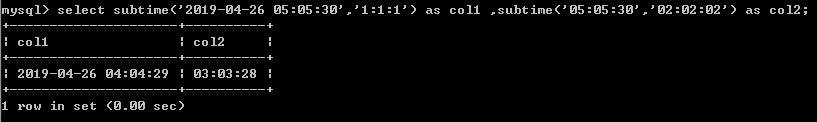 mysql> select subtime('2019-04-26 05:05:30','1:1:1') as col1 ,subtime('05:05:30','02:02:02') as col2;
+---------------------+----------+
| col1                | col2     |
+---------------------+----------+
| 2019-04-26 04:04:29 | 03:03:28 |
+---------------------+----------+
1 row in set (0.00 sec)